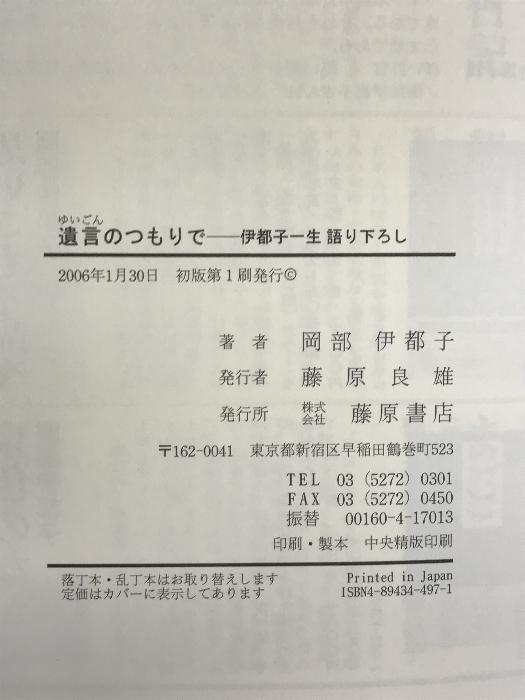 ゆいごん
遺言のつもりで――伊都子一生 語り下ろし
2006年1月30日　初版第1刷発行©
著 者　岡部 伊都子
発行者　藤原良雄
発行所　株式会社 藤原書店
〒162-0041　東京都新宿区早稲田鶴巻町523
TEL 03 (5272) 0301
FAX 03 (5272) 0450
振替 00160-4-17013
印刷・製本　中央精版印刷
落丁本・乱丁本はお取り替えします
定価はカバーに表示してあります
Printed in Japan
ISBN4-89434-497-1